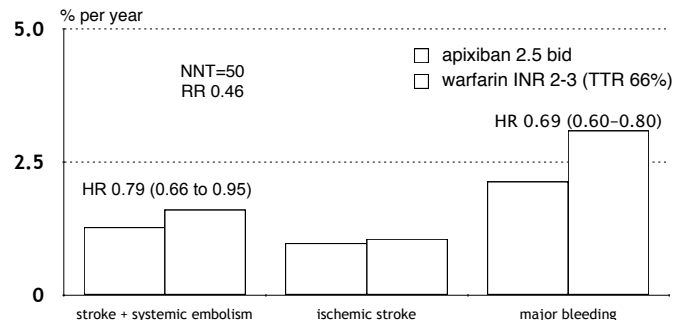 % per year
5.0
apixiban 2.5 bid
NNT=50
warfarin INR 2-3 (TTR 66%)
RR 0.46
HR 0.69 (0.60-0.80)
2.5
HR 0.79 (0.66 to 0.95)
0
stroke + systemic embolism
ischemic stroke
major bleeding